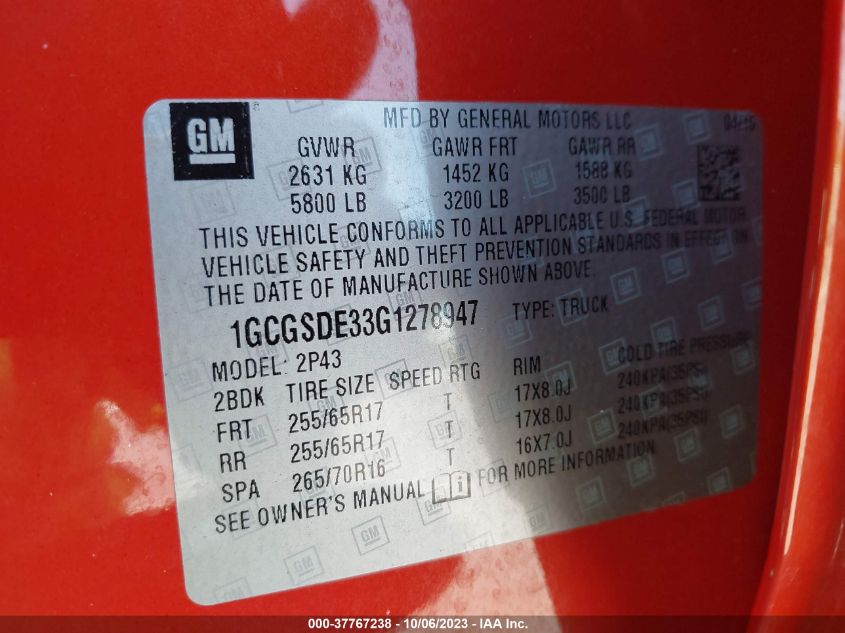 GM
MFD BY GENERAL MOTORS LLC 04/15
GVWR GAWR FRT GAWR RR
2631 KG 1452 KG 1588 KG
5800 LB 3200 LB 3500 LB
THIS VEHICLE CONFORMS TO ALL APPLICABLE U.S. FEDERAL MOTOR
VEHICLE SAFETY AND THEFT PREVENTION STANDARDS IN EFFECT ON
THE DATE OF MANUFACTURE SHOWN ABOVE.
1GCGSDE33G1278947 TYPE: TRUCK
MODEL: 2P43
2BDK TIRE SIZE SPEED RTG RIM COLD TIRE PRESSURE
FRT 255/65R17 T 17X8.0J 240KPA(35PSI)
RR 255/65R17 T 17X8.0J 240KPA(35PSI)
SPA 265/70R16 T 16X7.0J 240KPA(35PSI)
SEE OWNER'S MANUAL FOR MORE INFORMATION.
000-37767238 - 10/06/2023 - IAA Inc.